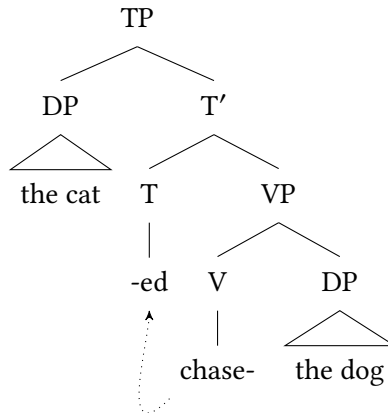 TP
DP T′
the cat T VP
-ed V DP
chase- the dog